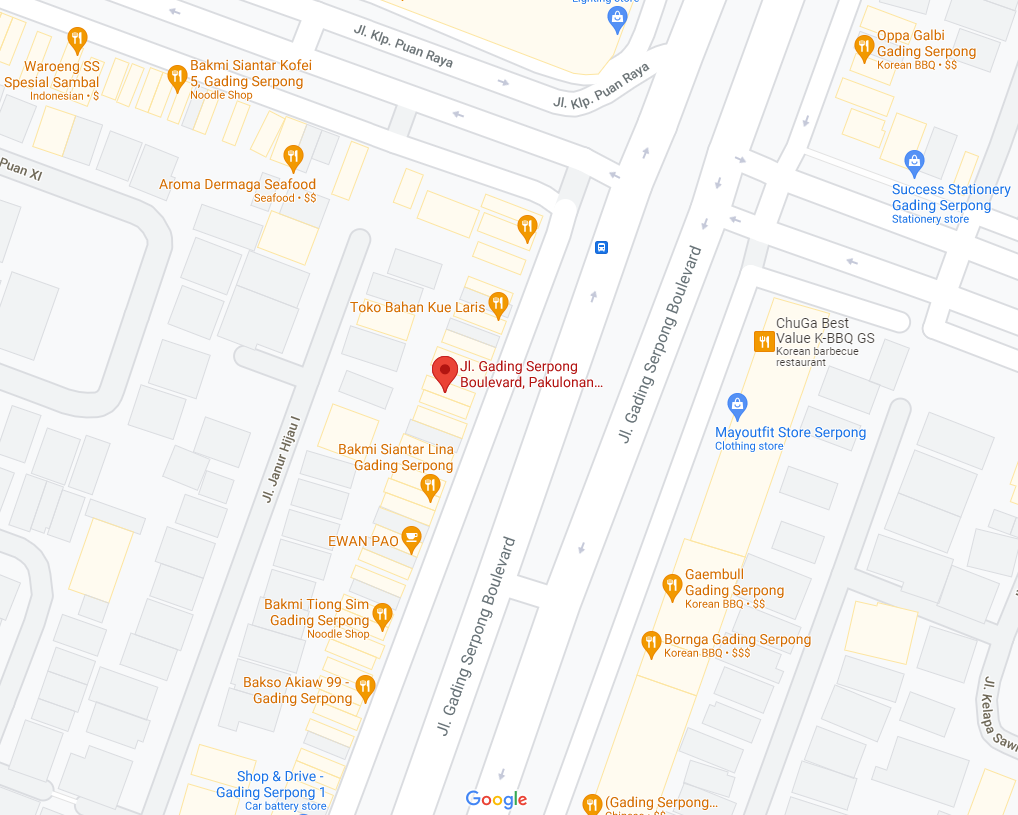 Lighting store
Jl. Klp. Puan Raya
Oppa Galbi
Gading Serpong
Korean BBQ • $$
Waroeng SS
Spesial Sambal
Indonesian • $
Bakmi Siantar Kofei
5, Gading Serpong
Noodle Shop
Jl. Klp. Puan Raya
Puan XI
Aroma Dermaga Seafood
Seafood • $$
Success Stationery
Gading Serpong
Stationery store
Toko Bahan Kue Laris
Jl. Gading Serpong Boulevard
ChuGa Best
Value K-BBQ GS
Korean barbecue
restaurant
Jl. Gading Serpong
Boulevard, Pakulonan...
Mayoutfit Store Serpong
Clothing store
Jl. Janur Hijau I
Bakmi Siantar Lina
Gading Serpong
EWAN PAO
Jl. Gading Serpong Boulevard
Gaembull
Gading Serpong
Korean BBQ • $$
Bakmi Tiong Sim
Gading Serpong
Noodle Shop
Bornga Gading Serpong
Korean BBQ • $$$
Bakso Akiaw 99 -
Gading Serpong
Jl. Kelapa Sawi
Shop & Drive -
Gading Serpong 1
Car battery store
Google
(Gading Serpong...
Chinese • $$